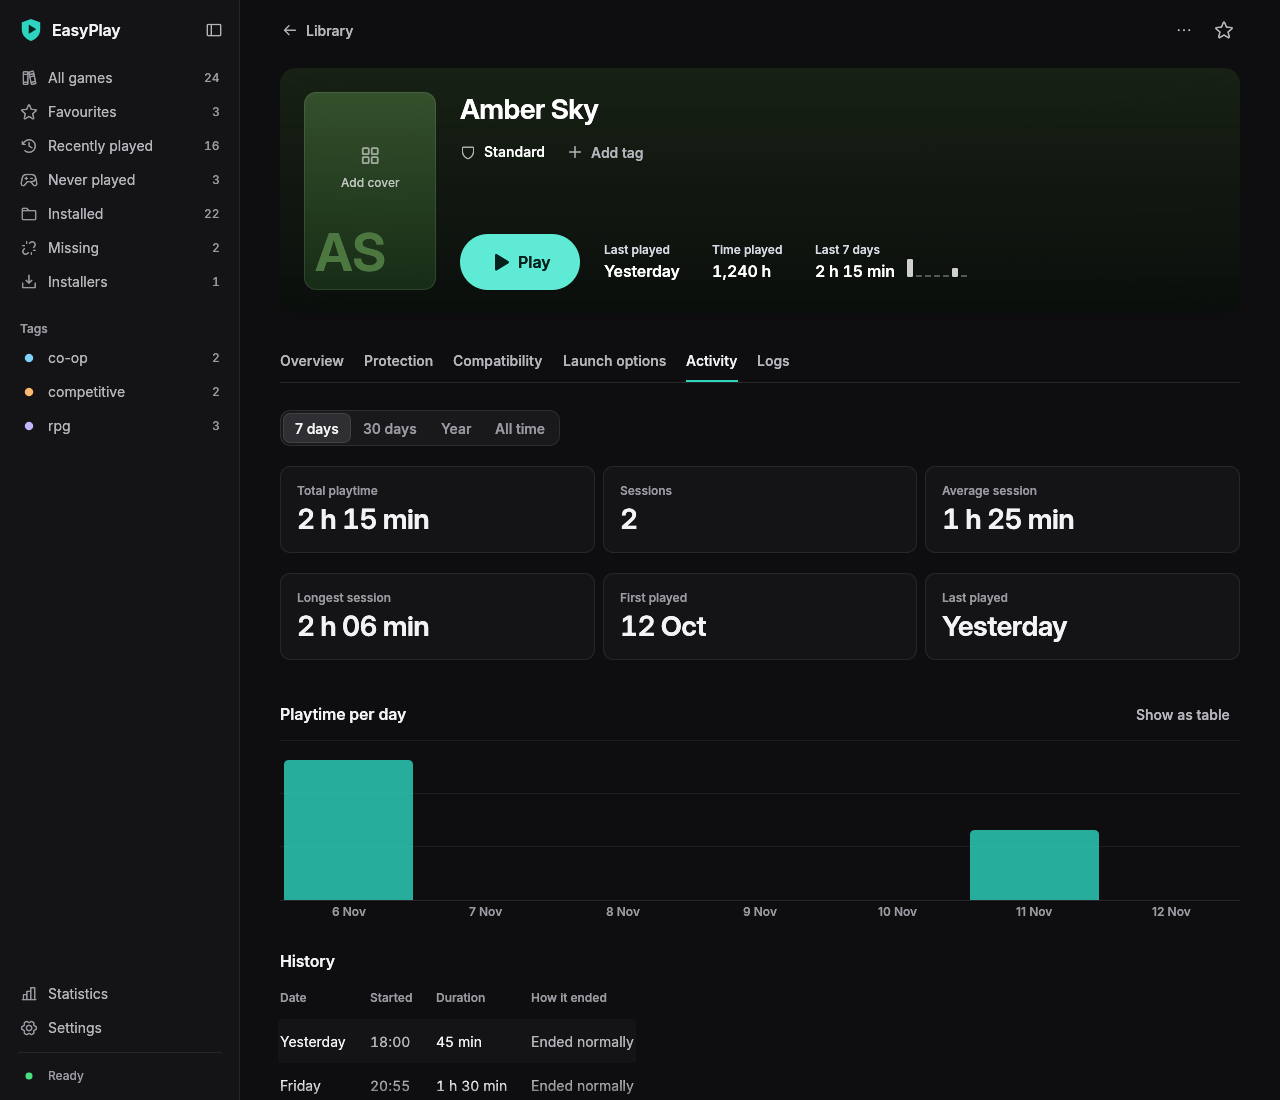 EasyPlay
All games 24
Favourites 3
Recently played 16
Never played 3
Installed 22
Missing 2
Installers 1
Tags
co-op 2
competitive 2
rpg 3
Statistics
Settings
Ready
Library
Add cover
AS
Amber Sky
Standard Add tag
Play
Last played Time played Last 7 days
Yesterday 1,240 h 2 h 15 min
Overview Protection Compatibility Launch options Activity Logs
7 days 30 days Year All time
Total playtime Sessions Average session
2 h 15 min 2 1 h 25 min
Longest session First played Last played
2 h 06 min 12 Oct Yesterday
Playtime per day Show as table
6 Nov 7 Nov 8 Nov 9 Nov 10 Nov 11 Nov 12 Nov
History
Date Started Duration How it ended
Yesterday 18:00 45 min Ended normally
Friday 20:55 1 h 30 min Ended normally